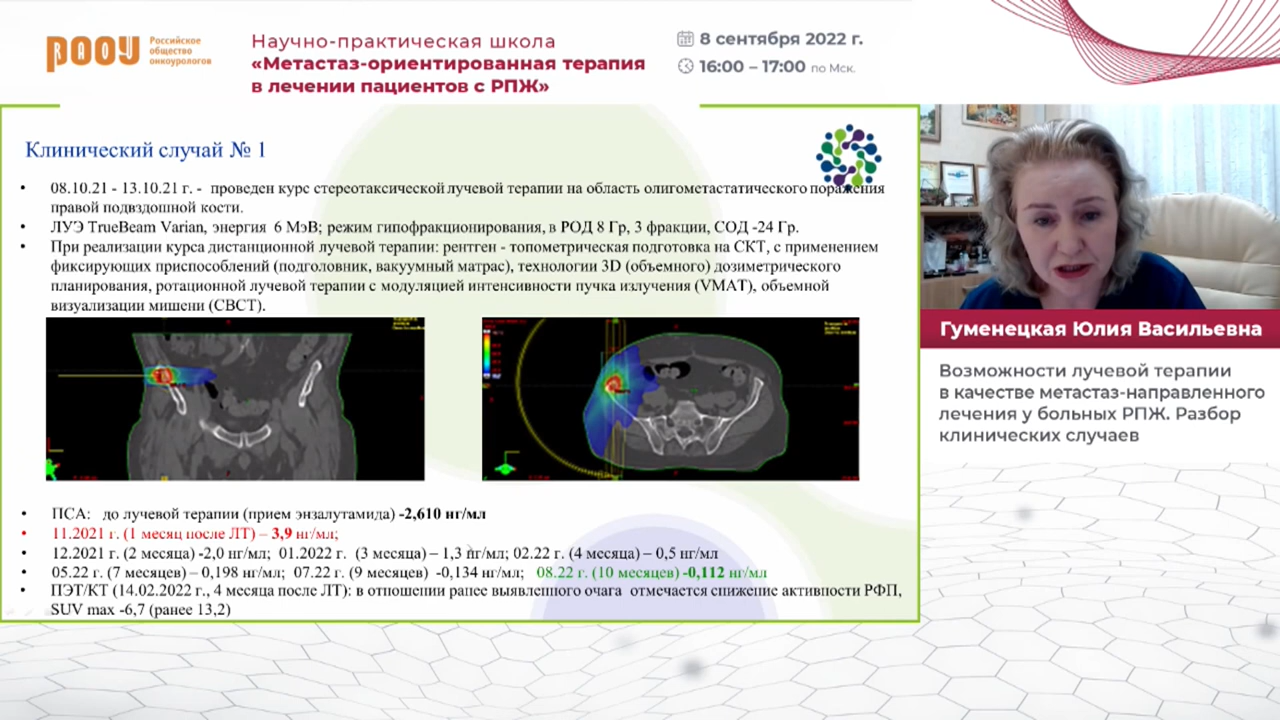 РАОУ
Российское
общество
онкоурологов
Научно-практическая школа
«Метастаз-ориентированная терапия
в лечении пациентов с РПЖ»
8 сентября 2022 г.
16:00 – 17:00 по Мск.
Клинический случай № 1
• 08.10.21 - 13.10.21 г. - проведен курс стереотаксической лучевой терапии на область олигометастатического поражения
правой подвздошной кости.
• ЛУЭ TrueBeam Varian, энергия 6 МэВ; режим гипофракционирования, в РОД 8 Гр, 3 фракции, СОД -24 Гр.
• При реализации курса дистанционной лучевой терапии: рентген - топометрическая подготовка на СКТ, с применением
фиксирующих приспособлений (подголовник, вакуумный матрас), технологии 3D (объемного) дозиметрического
планирования, ротационной лучевой терапии с модуляцией интенсивности пучка излучения (VMAT), объемной
визуализации мишени (CBCT).
• ПСА: до лучевой терапии (прием энзалутамида) -2,610 нг/мл
• 11.2021 г. (1 месяц после ЛТ) – 3,9 нг/мл;
• 12.2021 г. (2 месяца) -2,0 нг/мл; 01.2022 г. (3 месяца) – 1,3 нг/мл; 02.22 г. (4 месяца) – 0,5 нг/мл
• 05.22 г. (7 месяцев) – 0,198 нг/мл; 07.22 г. (9 месяцев) -0,134 нг/мл; 08.22 г. (10 месяцев) -0,112 нг/мл
• ПЭТ/КТ (14.02.2022 г., 4 месяца после ЛТ): в отношении ранее выявленного очага отмечается снижение активности РФП,
SUV max -6,7 (ранее 13,2)
Гуменецкая Юлия Васильевна
Возможности лучевой терапии
в качестве метастаз-направленного
лечения у больных РПЖ. Разбор
клинических случаев